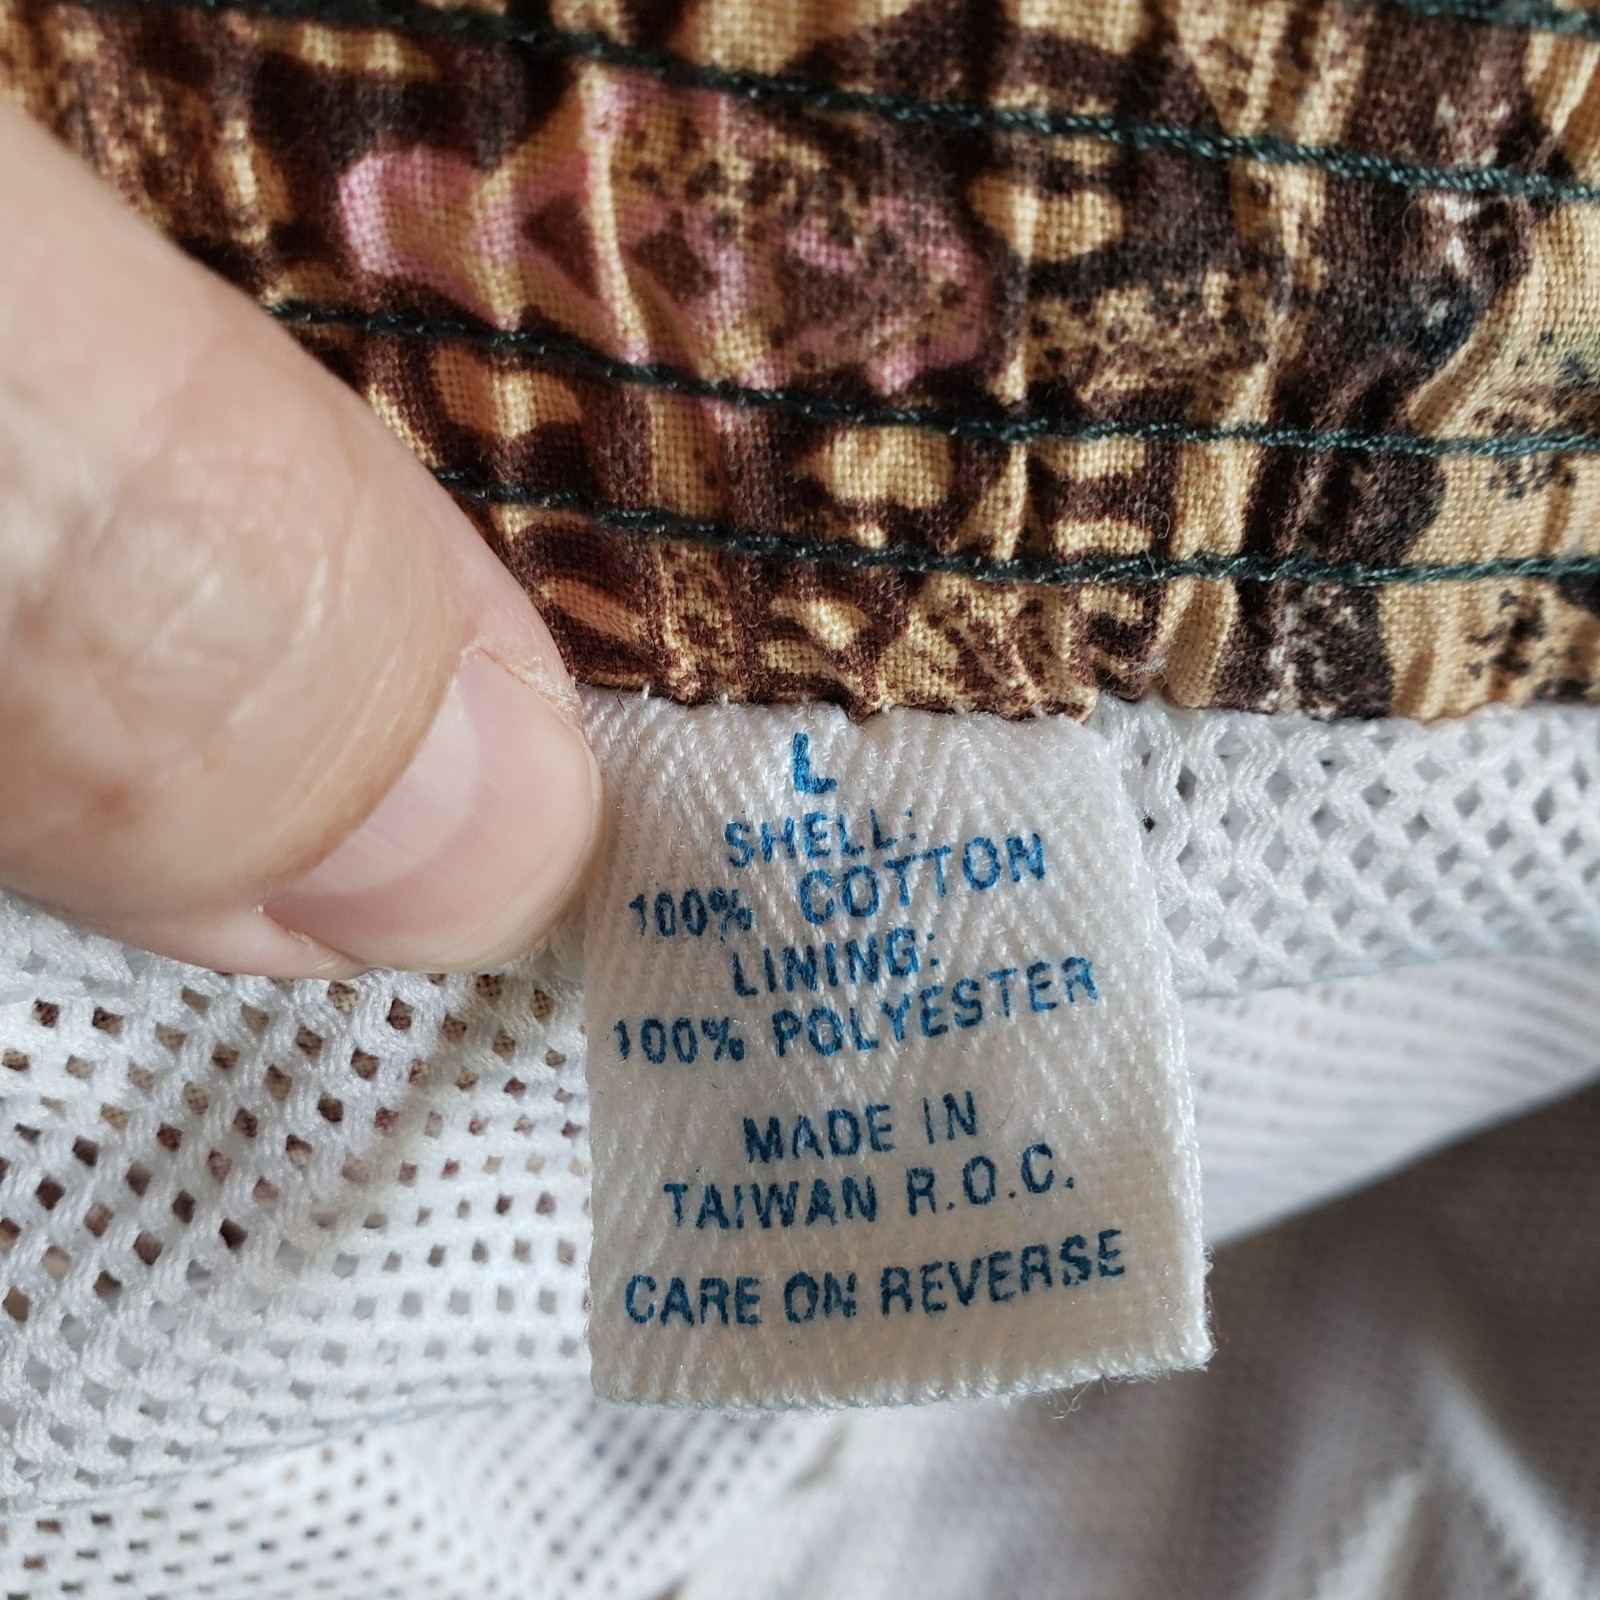 L
SHELL:
100% COTTON
LINING:
100% POLYESTER
MADE IN
TAIWAN R.O.C.
CARE ON REVERSE